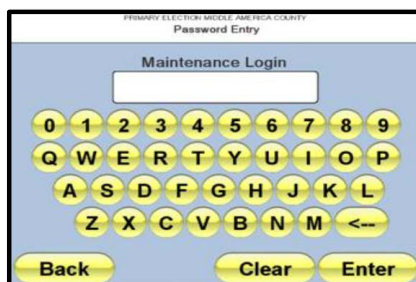 PRIMARY ELECTION MIDDLE AMERICA COUNTY
Password Entry
Maintenance Login
0 1 2 3 4 5 6 7 8 9
Q W E R T Y U I O P
A S D F G H J K L
Z X C V B N M <--
Back Clear Enter